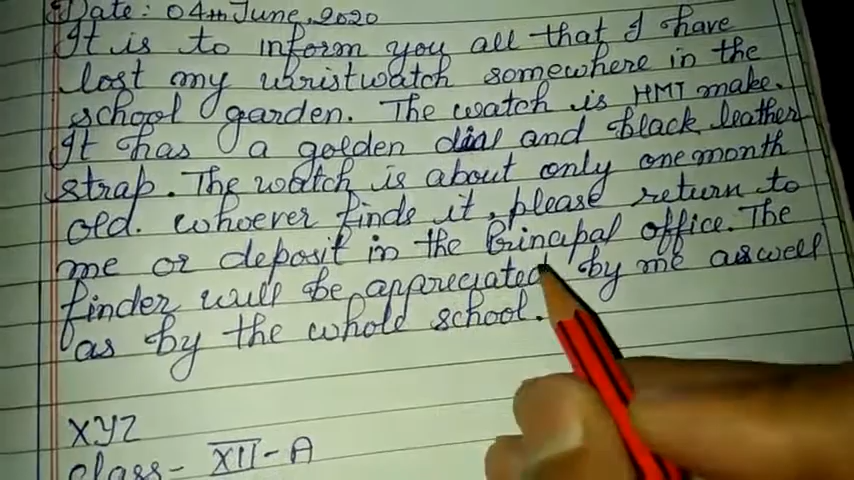 Date: 04th June, 2020
It is to inform you all that I have
lost my wristwatch somewhere in the
school garden. The watch is HMT make.
It has a golden dial and black leather
strap. The watch is about only one month
old. whoever finds it, please return to
me or deposit in the Prinapal office. The
finder will be appreciated by me aswell
as by the whole school.
XYZ
class- XII-A